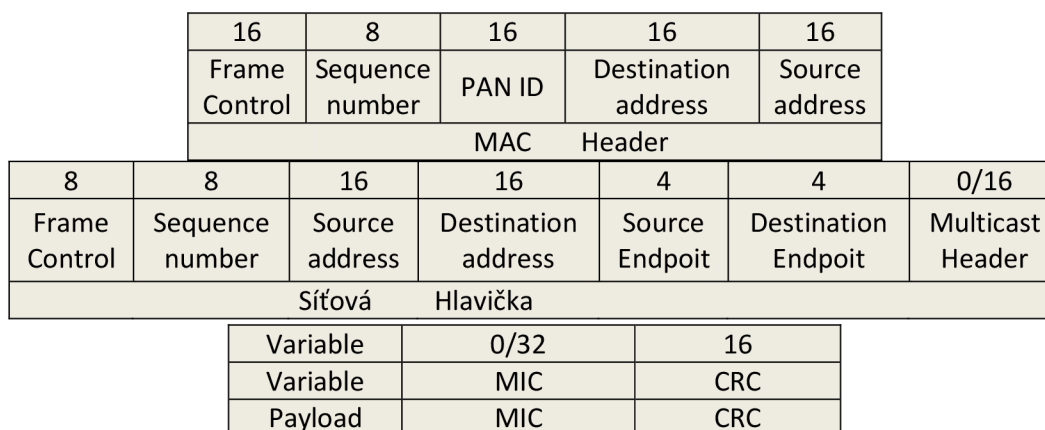 16 8 16 16 16
Frame Sequence PAN ID Destination Source
Control number address address
MAC Header
8 8 16 16 4 4 0/16
Frame Sequence Source Destination Source Destination Multicast
Control number address address Endpoit Endpoit Header
Síťová Hlavička
Variable 0/32 16
Variable MIC CRC
Payload MIC CRC